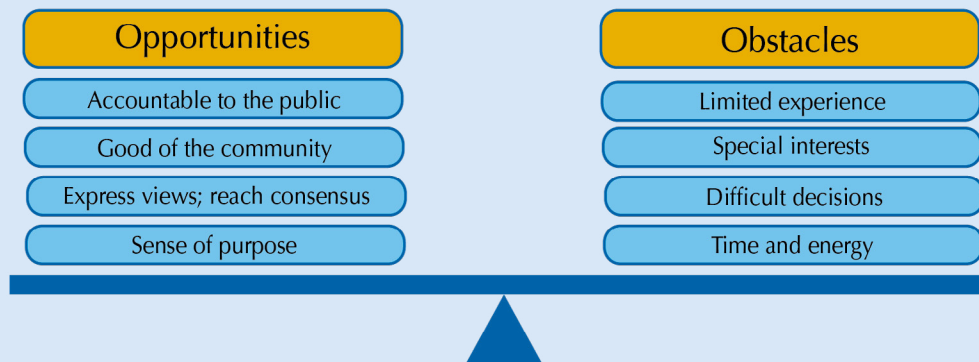 Opportunities
Accountable to the public
Good of the community
Express views; reach consensus
Sense of purpose
Obstacles
Limited experience
Special interests
Difficult decisions
Time and energy